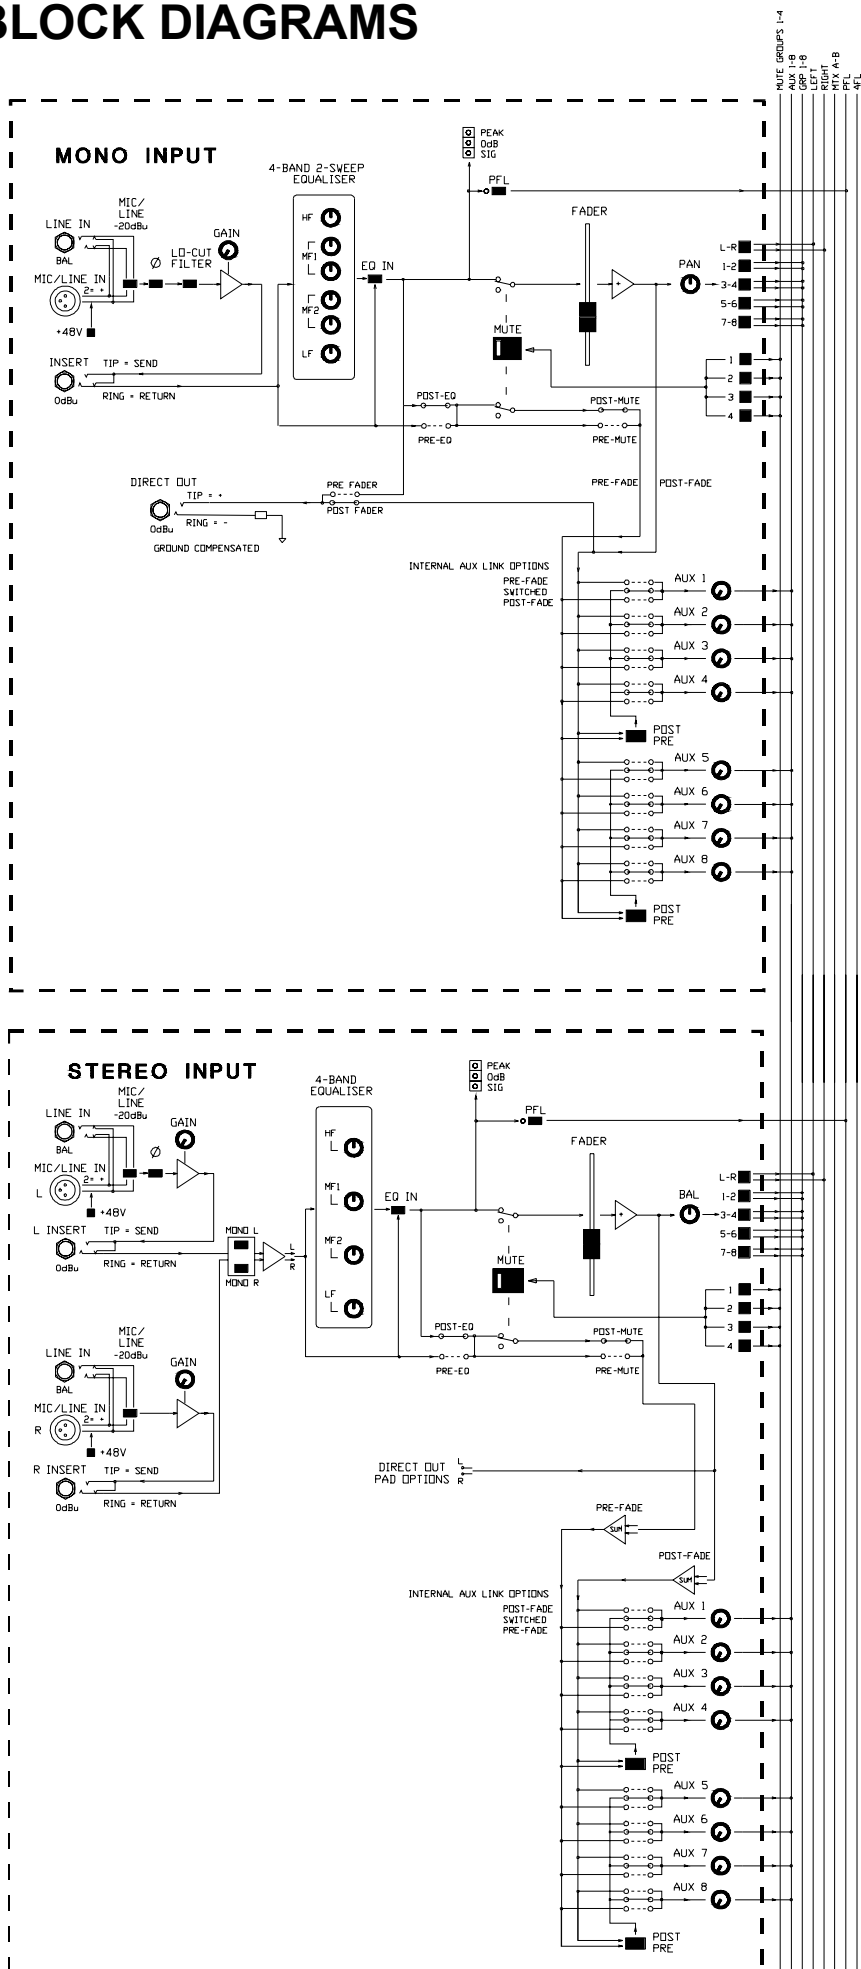 BLOCK DIAGRAMS
MUTE GROUPS 1-4
AUX 1-8
GRP 1-8
LEFT
RIGHT
MTX A-B
PFL
AFL
MONO INPUT
PEAK
0dB
SIG
4-BAND 2-SWEEP
EQUALISER
PFL
MIC/
LINE
-20dBu
LINE IN
BAL
GAIN
FADER
HF
MF1
MF2
LF
Ø
LO-CUT
FILTER
EQ IN
PAN
L-R
1-2
3-4
5-6
7-8
MIC/LINE IN
2= +
+48V
MUTE
INSERT
TIP = SEND
0dBu
RING = RETURN
1
2
3
4
POST-EQ
PRE-EQ
POST-MUTE
PRE-MUTE
DIRECT OUT
TIP = +
0dBu
RING = -
GROUND COMPENSATED
PRE FADER
POST FADER
PRE-FADE
POST-FADE
INTERNAL AUX LINK OPTIONS
PRE-FADE
SWITCHED
POST-FADE
AUX 1
AUX 2
AUX 3
AUX 4
POST
PRE
AUX 5
AUX 6
AUX 7
AUX 8
POST
PRE
STEREO INPUT
PEAK
0dB
SIG
4-BAND
EQUALISER
PFL
MIC/
LINE
-20dBu
LINE IN
BAL
GAIN
FADER
HF
MF1
MF2
LF
Ø
MIC/LINE IN
2= +
L
+48V
EQ IN
BAL
L-R
1-2
3-4
5-6
7-8
L INSERT
TIP = SEND
0dBu
RING = RETURN
MONO L
MONO R
L
R
MUTE
1
2
3
4
POST-EQ
PRE-EQ
POST-MUTE
PRE-MUTE
MIC/
LINE
-20dBu
LINE IN
BAL
GAIN
MIC/LINE IN
2= +
R
+48V
R INSERT
TIP = SEND
0dBu
RING = RETURN
DIRECT OUT
PAD OPTIONS
L
R
PRE-FADE
SUM
POST-FADE
SUM
INTERNAL AUX LINK OPTIONS
POST-FADE
SWITCHED
PRE-FADE
AUX 1
AUX 2
AUX 3
AUX 4
POST
PRE
AUX 5
AUX 6
AUX 7
AUX 8
POST
PRE